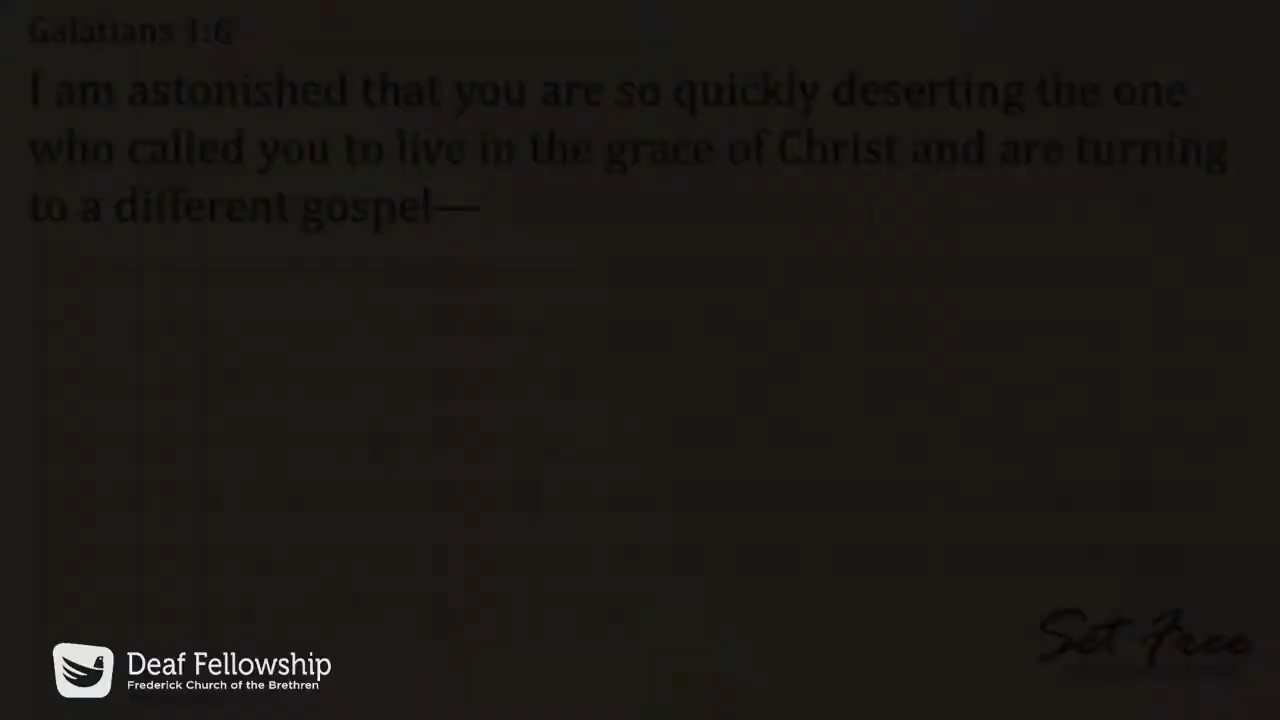 Galatians 1:6
I am astonished that you are so quickly deserting the one
who called you to live in the grace of Christ and are turning
to a different gospel—
Set Free
Deaf Fellowship
Frederick Church of the Brethren